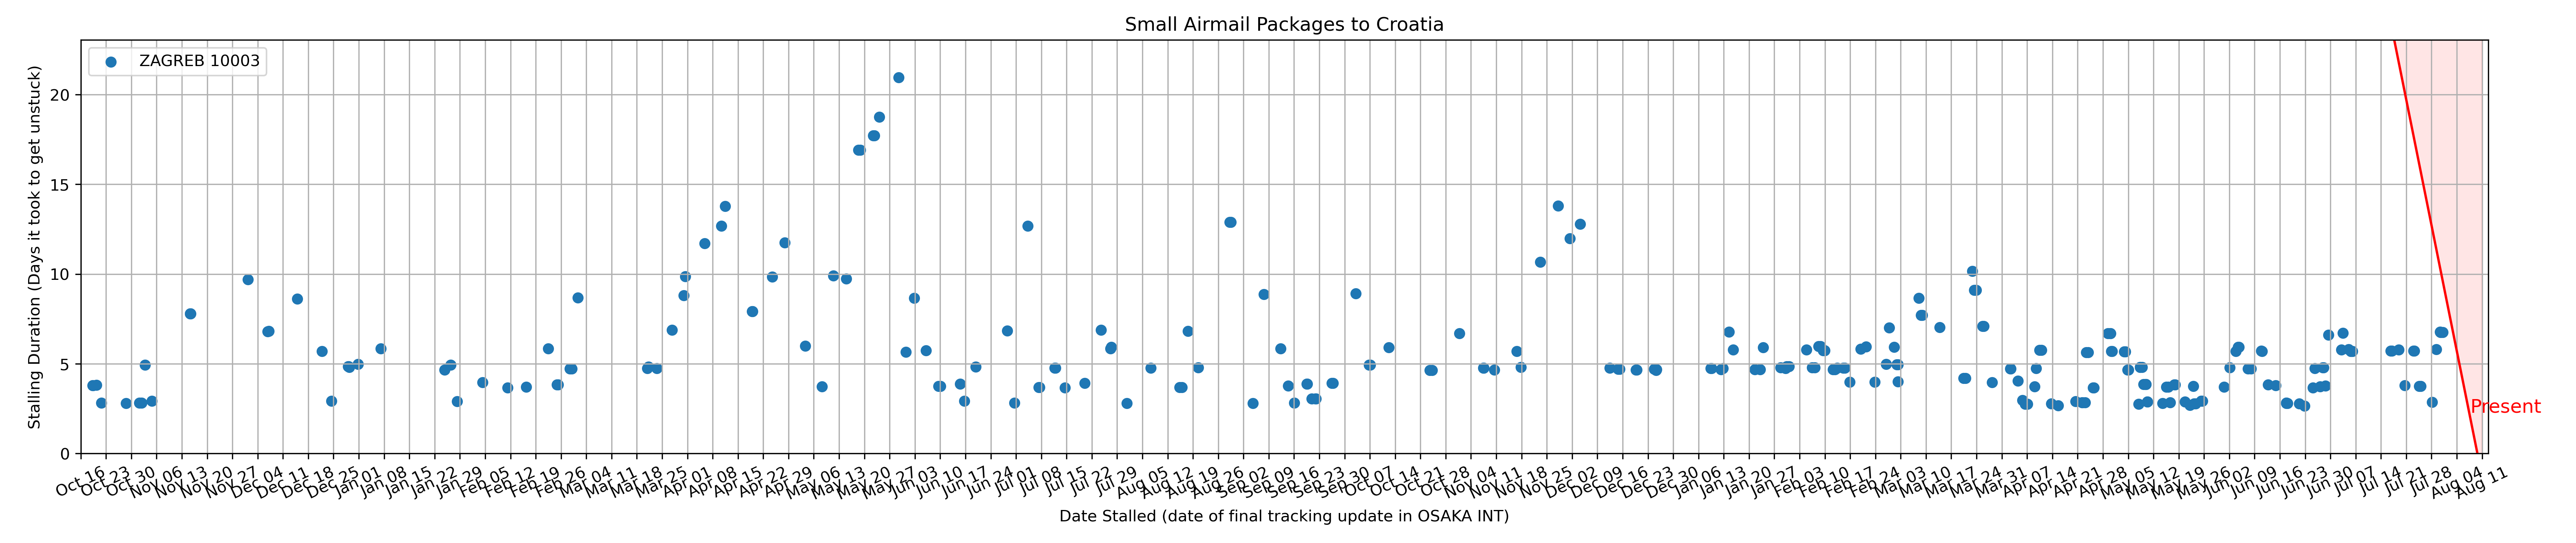 Small Airmail Packages to Croatia
ZAGREB 10003
Stalling Duration (Days it took to get unstuck)
20
15
10
5
0
Present
Oct 16 Oct 23 Oct 30 Nov 06 Nov 13 Nov 20 Nov 27 Dec 04 Dec 11 Dec 18 Dec 25 Jan 01 Jan 08 Jan 15 Jan 22 Jan 29 Feb 05 Feb 12 Feb 19 Feb 26 Mar 04 Mar 11 Mar 18 Mar 25 Apr 01 Apr 08 Apr 15 Apr 22 Apr 29 May 06 May 13 May 20 May 27 Jun 03 Jun 10 Jun 17 Jun 24 Jul 01 Jul 08 Jul 15 Jul 22 Jul 29 Aug 05 Aug 12 Aug 19 Aug 26 Sep 02 Sep 09 Sep 16 Sep 23 Sep 30 Oct 07 Oct 14 Oct 21 Oct 28 Nov 04 Nov 11 Nov 18 Nov 25 Dec 02 Dec 09 Dec 16 Dec 23 Dec 30 Jan 06 Jan 13 Jan 20 Jan 27 Feb 03 Feb 10 Feb 17 Feb 24 Mar 03 Mar 10 Mar 17 Mar 24 Mar 31 Apr 07 Apr 14 Apr 21 Apr 28 May 05 May 12 May 19 May 26 Jun 02 Jun 09 Jun 16 Jun 23 Jun 30 Jul 07 Jul 14 Jul 21 Jul 28 Aug 04 Aug 11
Date Stalled (date of final tracking update in OSAKA INT)